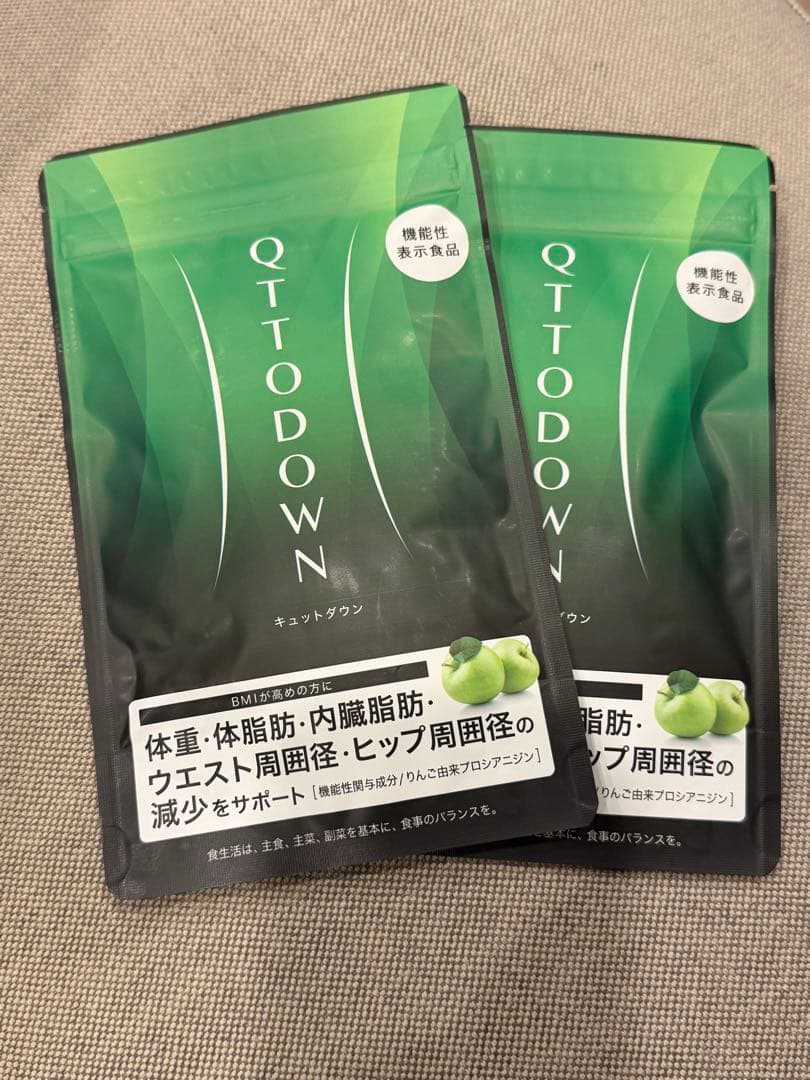 機能性
表示食品
QTTODOWN
キュットダウン
BMIが高めの方に
体重・体脂肪・内臓脂肪・
ウエスト周囲径・ヒップ周囲径の
減少をサポート［機能性関与成分/りんご由来プロシアニジン］
食生活は、主食、主菜、副菜を基本に、食事のバランスを。
機能性
表示食品
QTTODOWN
ダウン
脂肪・
ップ周囲径の
/りんご由来プロシアニジン］
基本に、食事のバランスを。